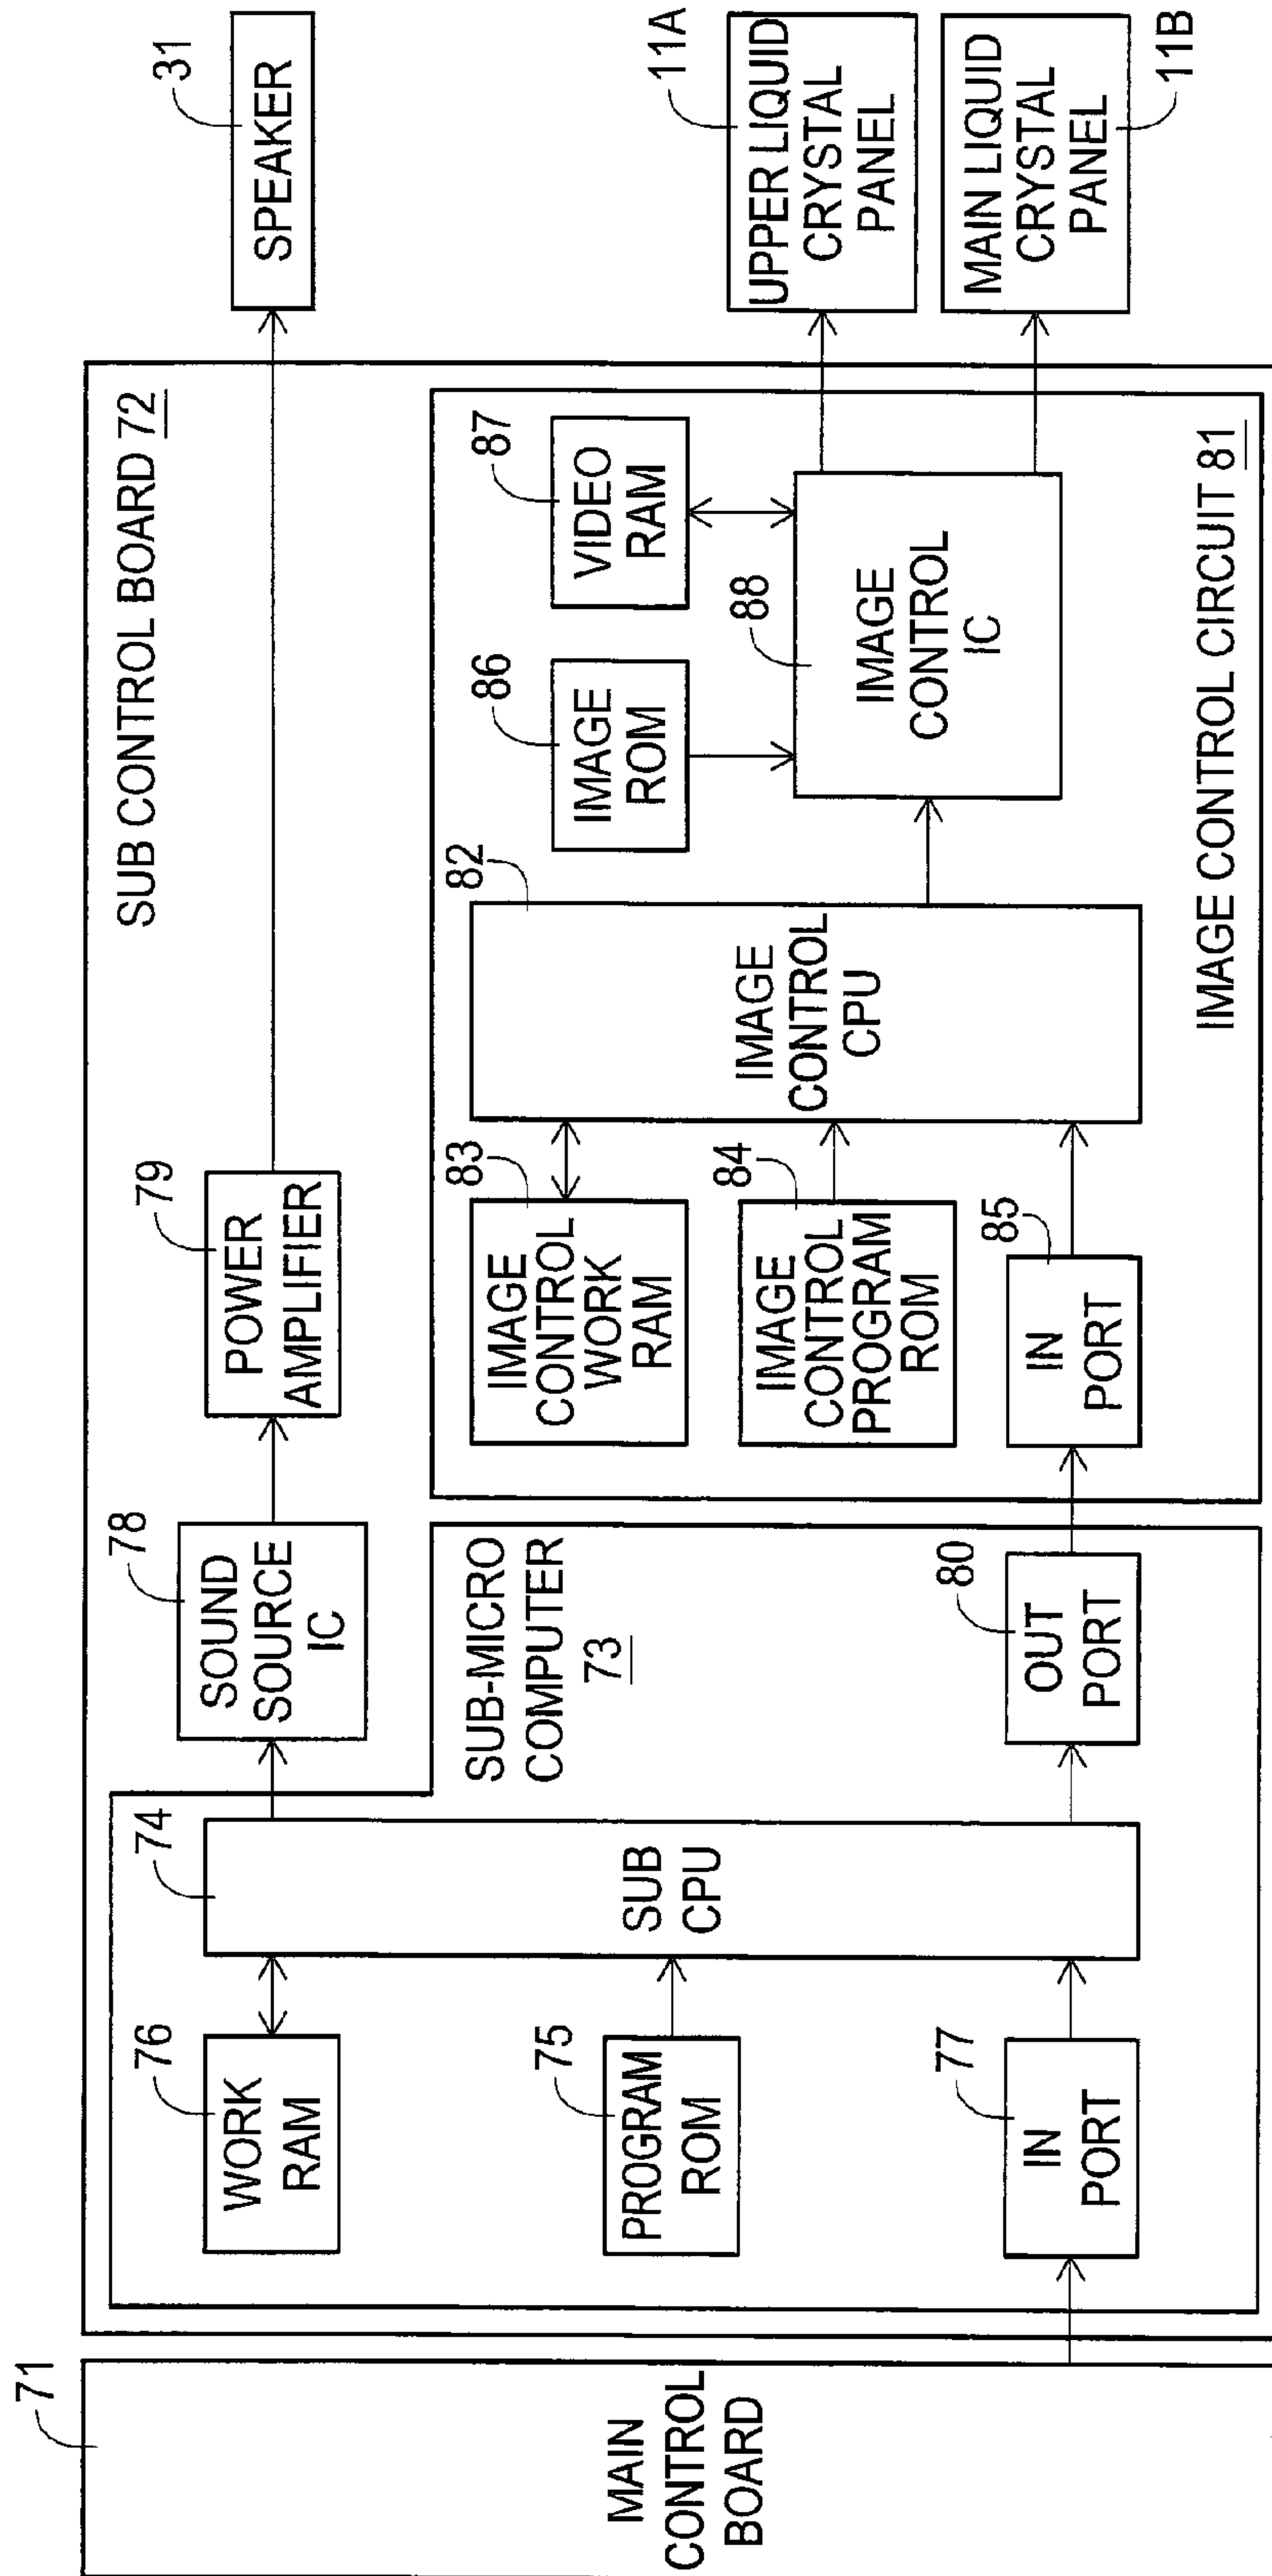 71
MAIN
CONTROL
BOARD
SUB CONTROL BOARD 72
76
WORK
RAM
75
PROGRAM
ROM
77
IN
PORT
74
SUB
CPU
SUB-MICRO
COMPUTER
73
80
OUT
PORT
78
SOUND
SOURCE
IC
79
POWER
AMPLIFIER
31
SPEAKER
83
IMAGE
CONTROL
WORK
RAM
84
IMAGE
CONTROL
PROGRAM
ROM
85
IN
PORT
82
IMAGE
CONTROL
CPU
86
IMAGE
ROM
87
VIDEO
RAM
88
IMAGE
CONTROL
IC
IMAGE CONTROL CIRCUIT 81
11A
UPPER LIQUID
CRYSTAL
PANEL
MAIN LIQUID
CRYSTAL
PANEL
11B